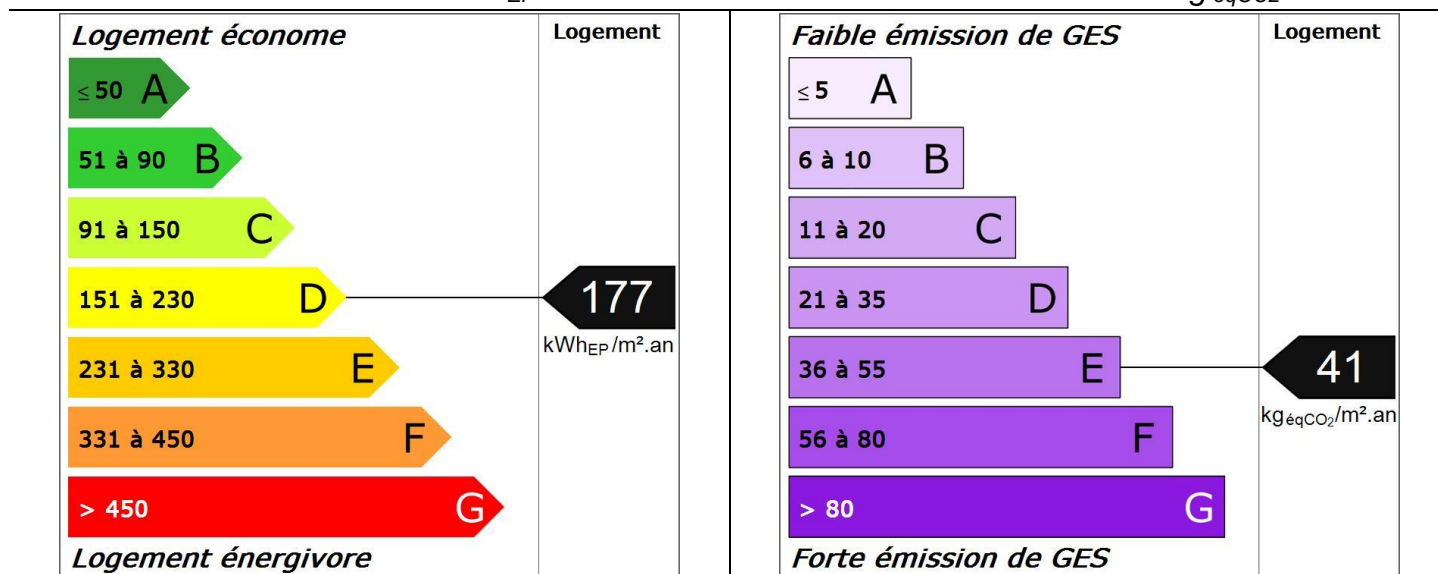 Logement économe Logement
≤ 50 A
51 à 90 B
91 à 150 C
151 à 230 D 177
kWhEP/m².an
231 à 330 E
331 à 450 F
> 450 G
Logement énergivore
Faible émission de GES Logement
≤ 5 A
6 à 10 B
11 à 20 C
21 à 35 D
36 à 55 E 41
kgéqCO2/m².an
56 à 80 F
> 80 G
Forte émission de GES